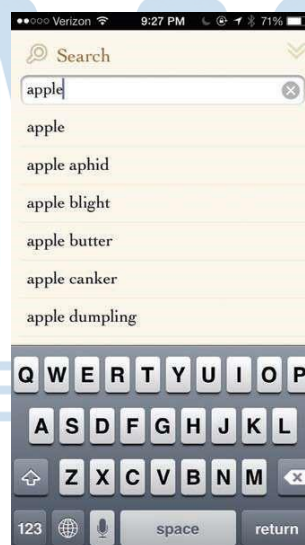 Verizon 9:27 PM 71%
Search
apple
apple
apple aphid
apple blight
apple butter
apple canker
apple dumpling
Q W E R T Y U I O P
A S D F G H J K L
Z X C V B N M
123 space return